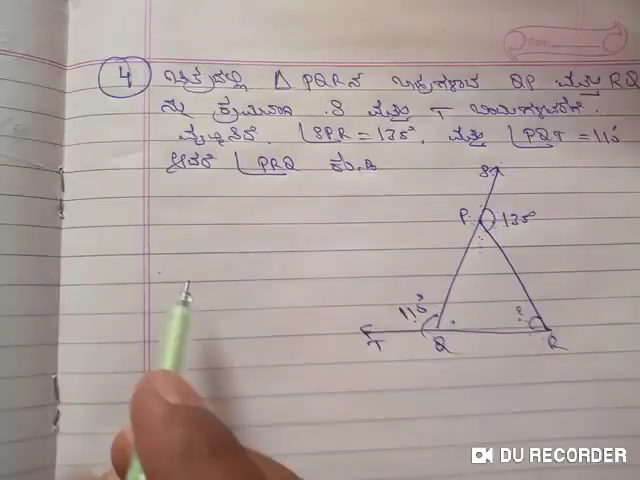 4 ಚಿತ್ರದಲ್ಲಿ Δ PQR ನ ಬಾಹುಗಳಾದ QP ಮತ್ತು RQ
ನ್ನು ಕ್ರಮವಾಗಿ S ಮತ್ತು T ಬಿಂದುಗಳವರೆಗೆ
ವೃದ್ಧಿಸಿದೆ. ∠SPR = 135° ಮತ್ತು ∠PQT = 110°
ಆದರೆ ∠PRQ ಕಂ.ಹಿ
S
P 135°
110° ?
T Q R
DU RECORDER